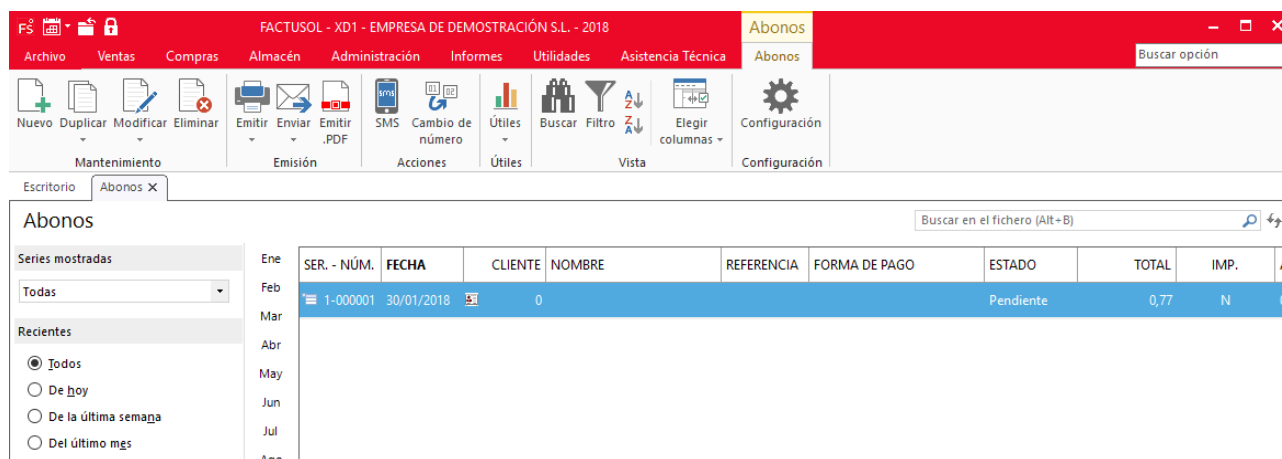 FS FACTUSOL - XD1 - EMPRESA DE DEMOSTRACIÓN S.L. - 2018 Abonos
Archivo Ventas Compras Almacén Administración Informes Utilidades Asistencia Técnica Abonos Buscar opción
Nuevo Duplicar Modificar Eliminar Emitir Enviar Emitir .PDF SMS Cambio de número Útiles Buscar Filtro Elegir columnas Configuración
Mantenimiento Emisión Acciones Útiles Vista Configuración
Escritorio Abonos
Abonos Buscar en el fichero (Alt+B)
Series mostradas
Todas
Recientes
Todos
De hoy
De la última semana
Del último mes
Ene
Feb
Mar
Abr
May
Jun
Jul
SER. - NÚM. FECHA CLIENTE NOMBRE REFERENCIA FORMA DE PAGO ESTADO TOTAL IMP.
1-000001 30/01/2018 0 Pendiente 0,77 N